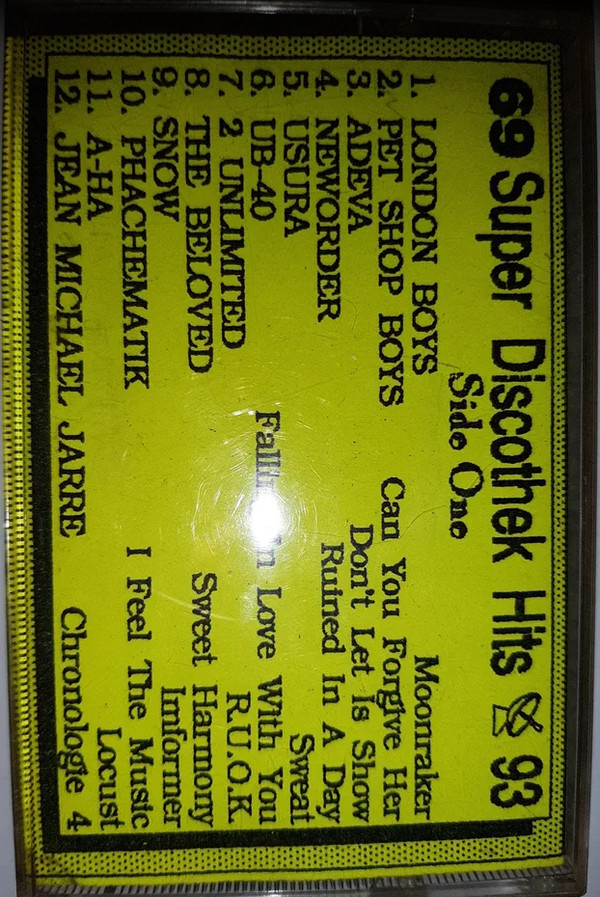 69 Super Discothek Hits & 93
Side One
1. LONDON BOYS Moonraker
2. PET SHOP BOYS Can You Forgive Her
3. ADEVA Don't Let Is Show
4. NEWORDER Ruined In A Day
5. USURA Sweat
6. UB-40 Falling In Love With You
7. 2 UNLIMITED R.U.O.K
8. THE BELOVED Sweet Harmony
9. SNOW Imformer
10. PHACHEMATIK I Feel The Music
11. A-HA Locust
12. JEAN MICHAEL JARRE Chronologie 4